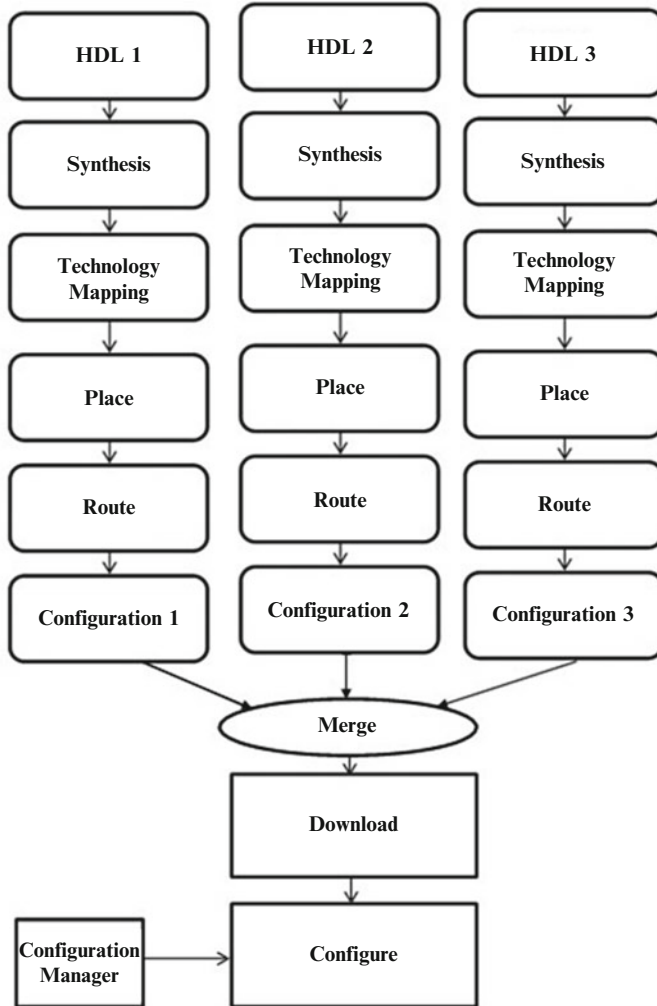 HDL 1
HDL 2
HDL 3
Synthesis
Synthesis
Synthesis
Technology
Mapping
Technology
Mapping
Technology
Mapping
Place
Place
Place
Route
Route
Route
Configuration 1
Configuration 2
Configuration 3
Merge
Download
Configuration
Manager
Configure